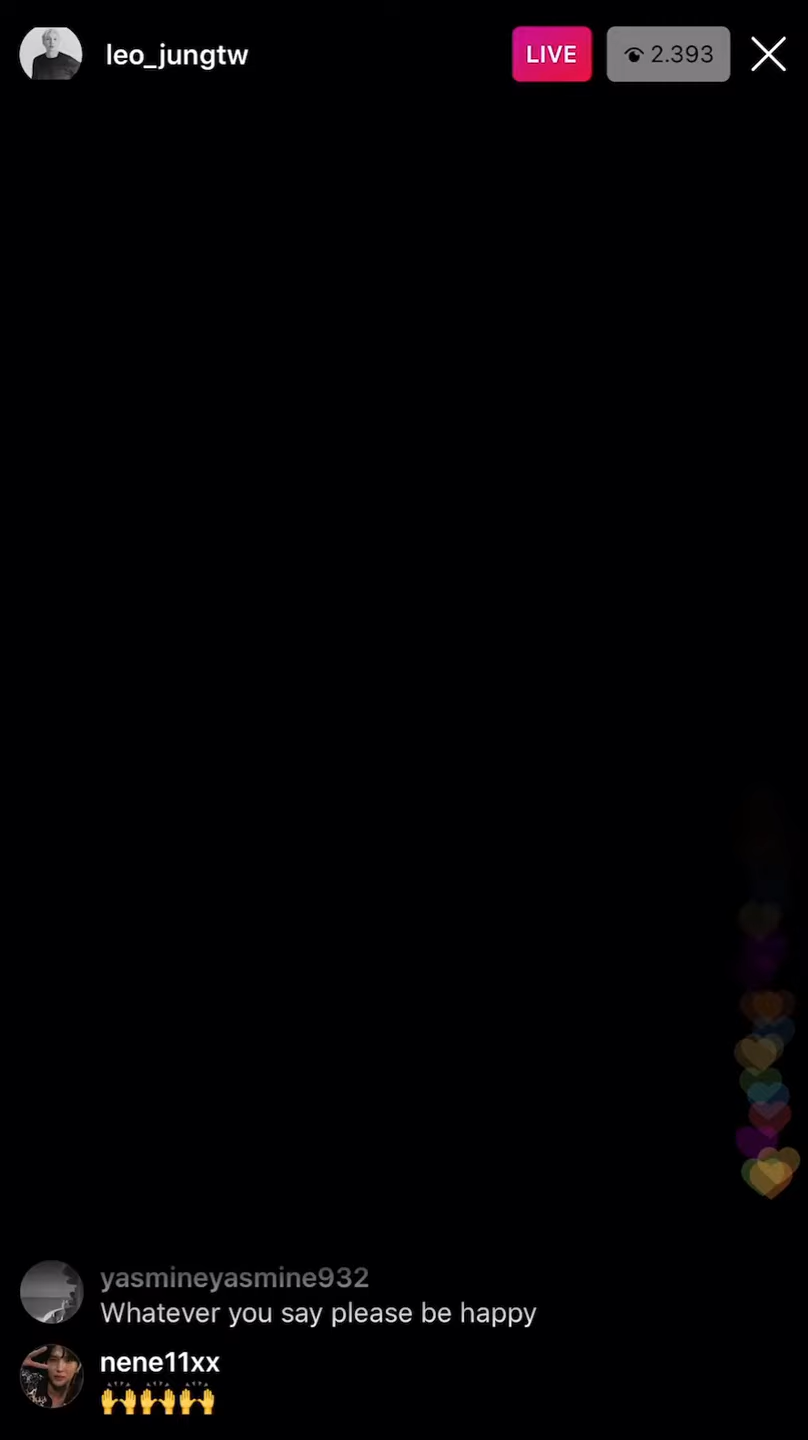 leo_jungtw
LIVE
2.393
yasmineyasmine932
Whatever you say please be happy
nene11xx
🙌🙌🙌